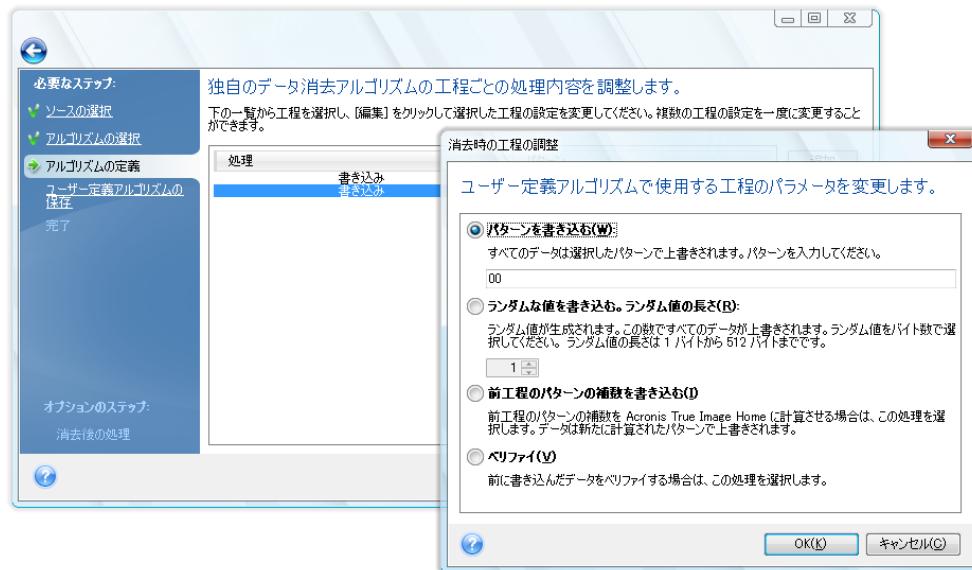 必要なステップ:
ソースの選択
アルゴリズムの選択
アルゴリズムの定義
ユーザー定義アルゴリズムの
保存
完了
オプションのステップ:
消去後の処理
独自のデータ消去アルゴリズムの工程ごとの処理内容を調整します。
下の一覧から工程を選択し、[編集] をクリックして選択した工程の設定を変更してください。複数の工程の設定を一度に変更すること
ができます。
処理
書き込み
書き込み
消去時の工程の調整
ユーザー定義アルゴリズムで使用する工程のパラメータを変更します。
パターンを書き込む(W):
すべてのデータは選択したパターンで上書きされます。パターンを入力してください。
00
ランダムな値を書き込む。ランダム値の長さ(R):
ランダム値が生成されます。この数ですべてのデータが上書きされます。ランダム値をバイト数で選
択してください。 ランダム値の長さは 1 バイトから 512 バイトまでです。
1
前工程のパターンの補数を書き込む(I)
前工程のパターンの補数を Acronis True Image Home に計算させる場合は、この処理を選
択します。データは新たに計算されたパターンで上書きされます。
ベリファイ(V)
前に書き込んだデータをベリファイする場合は、この処理を選択します。
OK(K)
キャンセル(C)